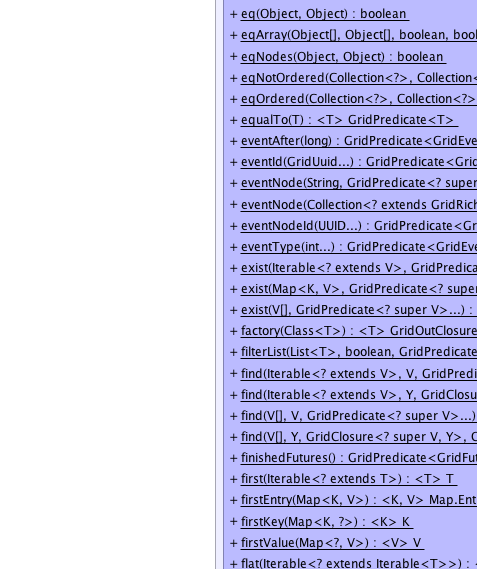 + eq(Object, Object) : boolean
+ eqArray(Object[], Object[], boolean, bool
+ eqNodes(Object, Object) : boolean
+ eqNotOrdered(Collection<?>, Collection<
+ eqOrdered(Collection<?>, Collection<?>
+ equalTo(T) : <T> GridPredicate<T>
+ eventAfter(long) : GridPredicate<GridEve
+ eventId(GridUuid...) : GridPredicate<Grid
+ eventNode(String, GridPredicate<? super
+ eventNode(Collection<? extends GridRich
+ eventNodeId(UUID...) : GridPredicate<Gr
+ eventType(int...) : GridPredicate<GridEve
+ exist(Iterable<? extends V>, GridPredica
+ exist(Map<K, V>, GridPredicate<? supe
+ exist(V[], GridPredicate<? super V>...) :
+ factory(Class<T>) : <T> GridOutClosure
+ filterList(List<T>, boolean, GridPredicate
+ find(Iterable<? extends V>, V, GridPredi
+ find(Iterable<? extends V>, Y, GridClosu
+ find(V[], V, GridPredicate<? super V>...)
+ find(V[], Y, GridClosure<? super V, Y>, G
+ finishedFutures() : GridPredicate<GridFut
+ first(Iterable<? extends T>) : <T> T
+ firstEntry(Map<K, V>) : <K, V> Map.Ent
+ firstKey(Map<K, ?>) : <K> K
+ firstValue(Map<?, V>) : <V> V
+ flat(Iterable<? extends Iterable<T>>) : <